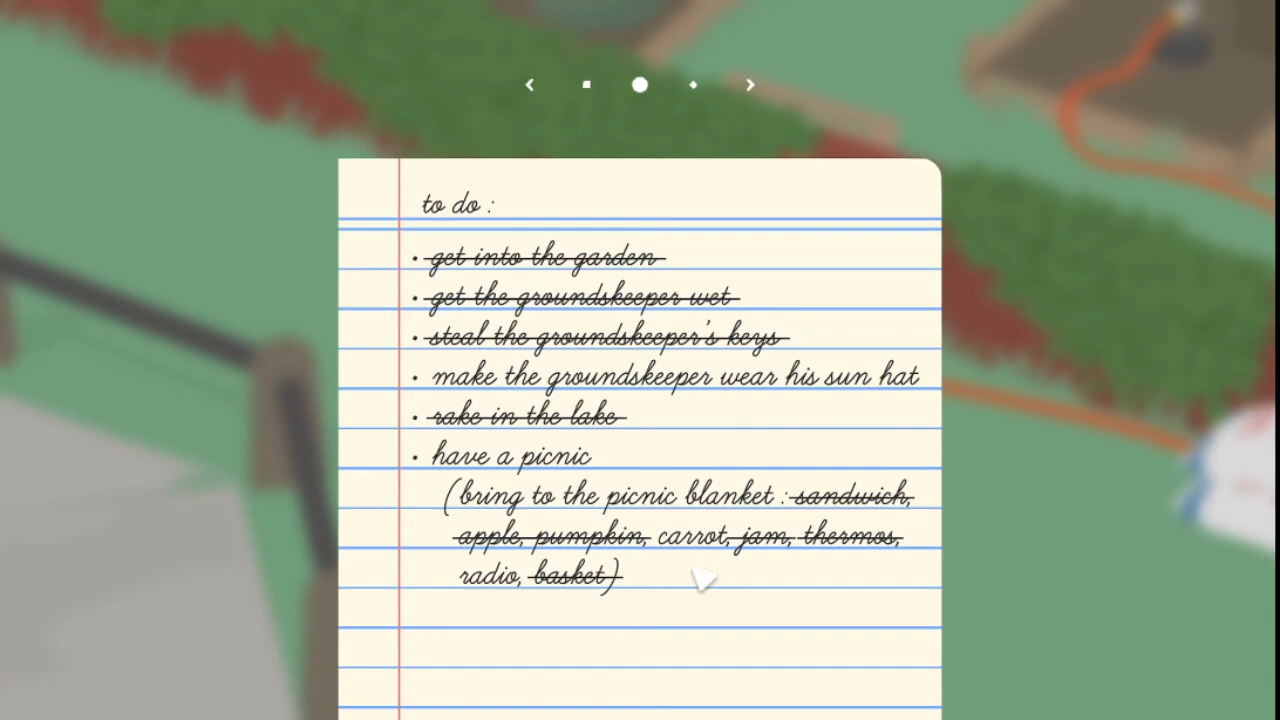 to do :
• get into the garden
• get the groundskeeper wet
• steal the groundskeeper's keys
• make the groundskeeper wear his sun hat
• rake in the lake
• have a picnic
(bring to the picnic blanket : sandwich,
apple, pumpkin, carrot, jam, thermos,
radio, basket)